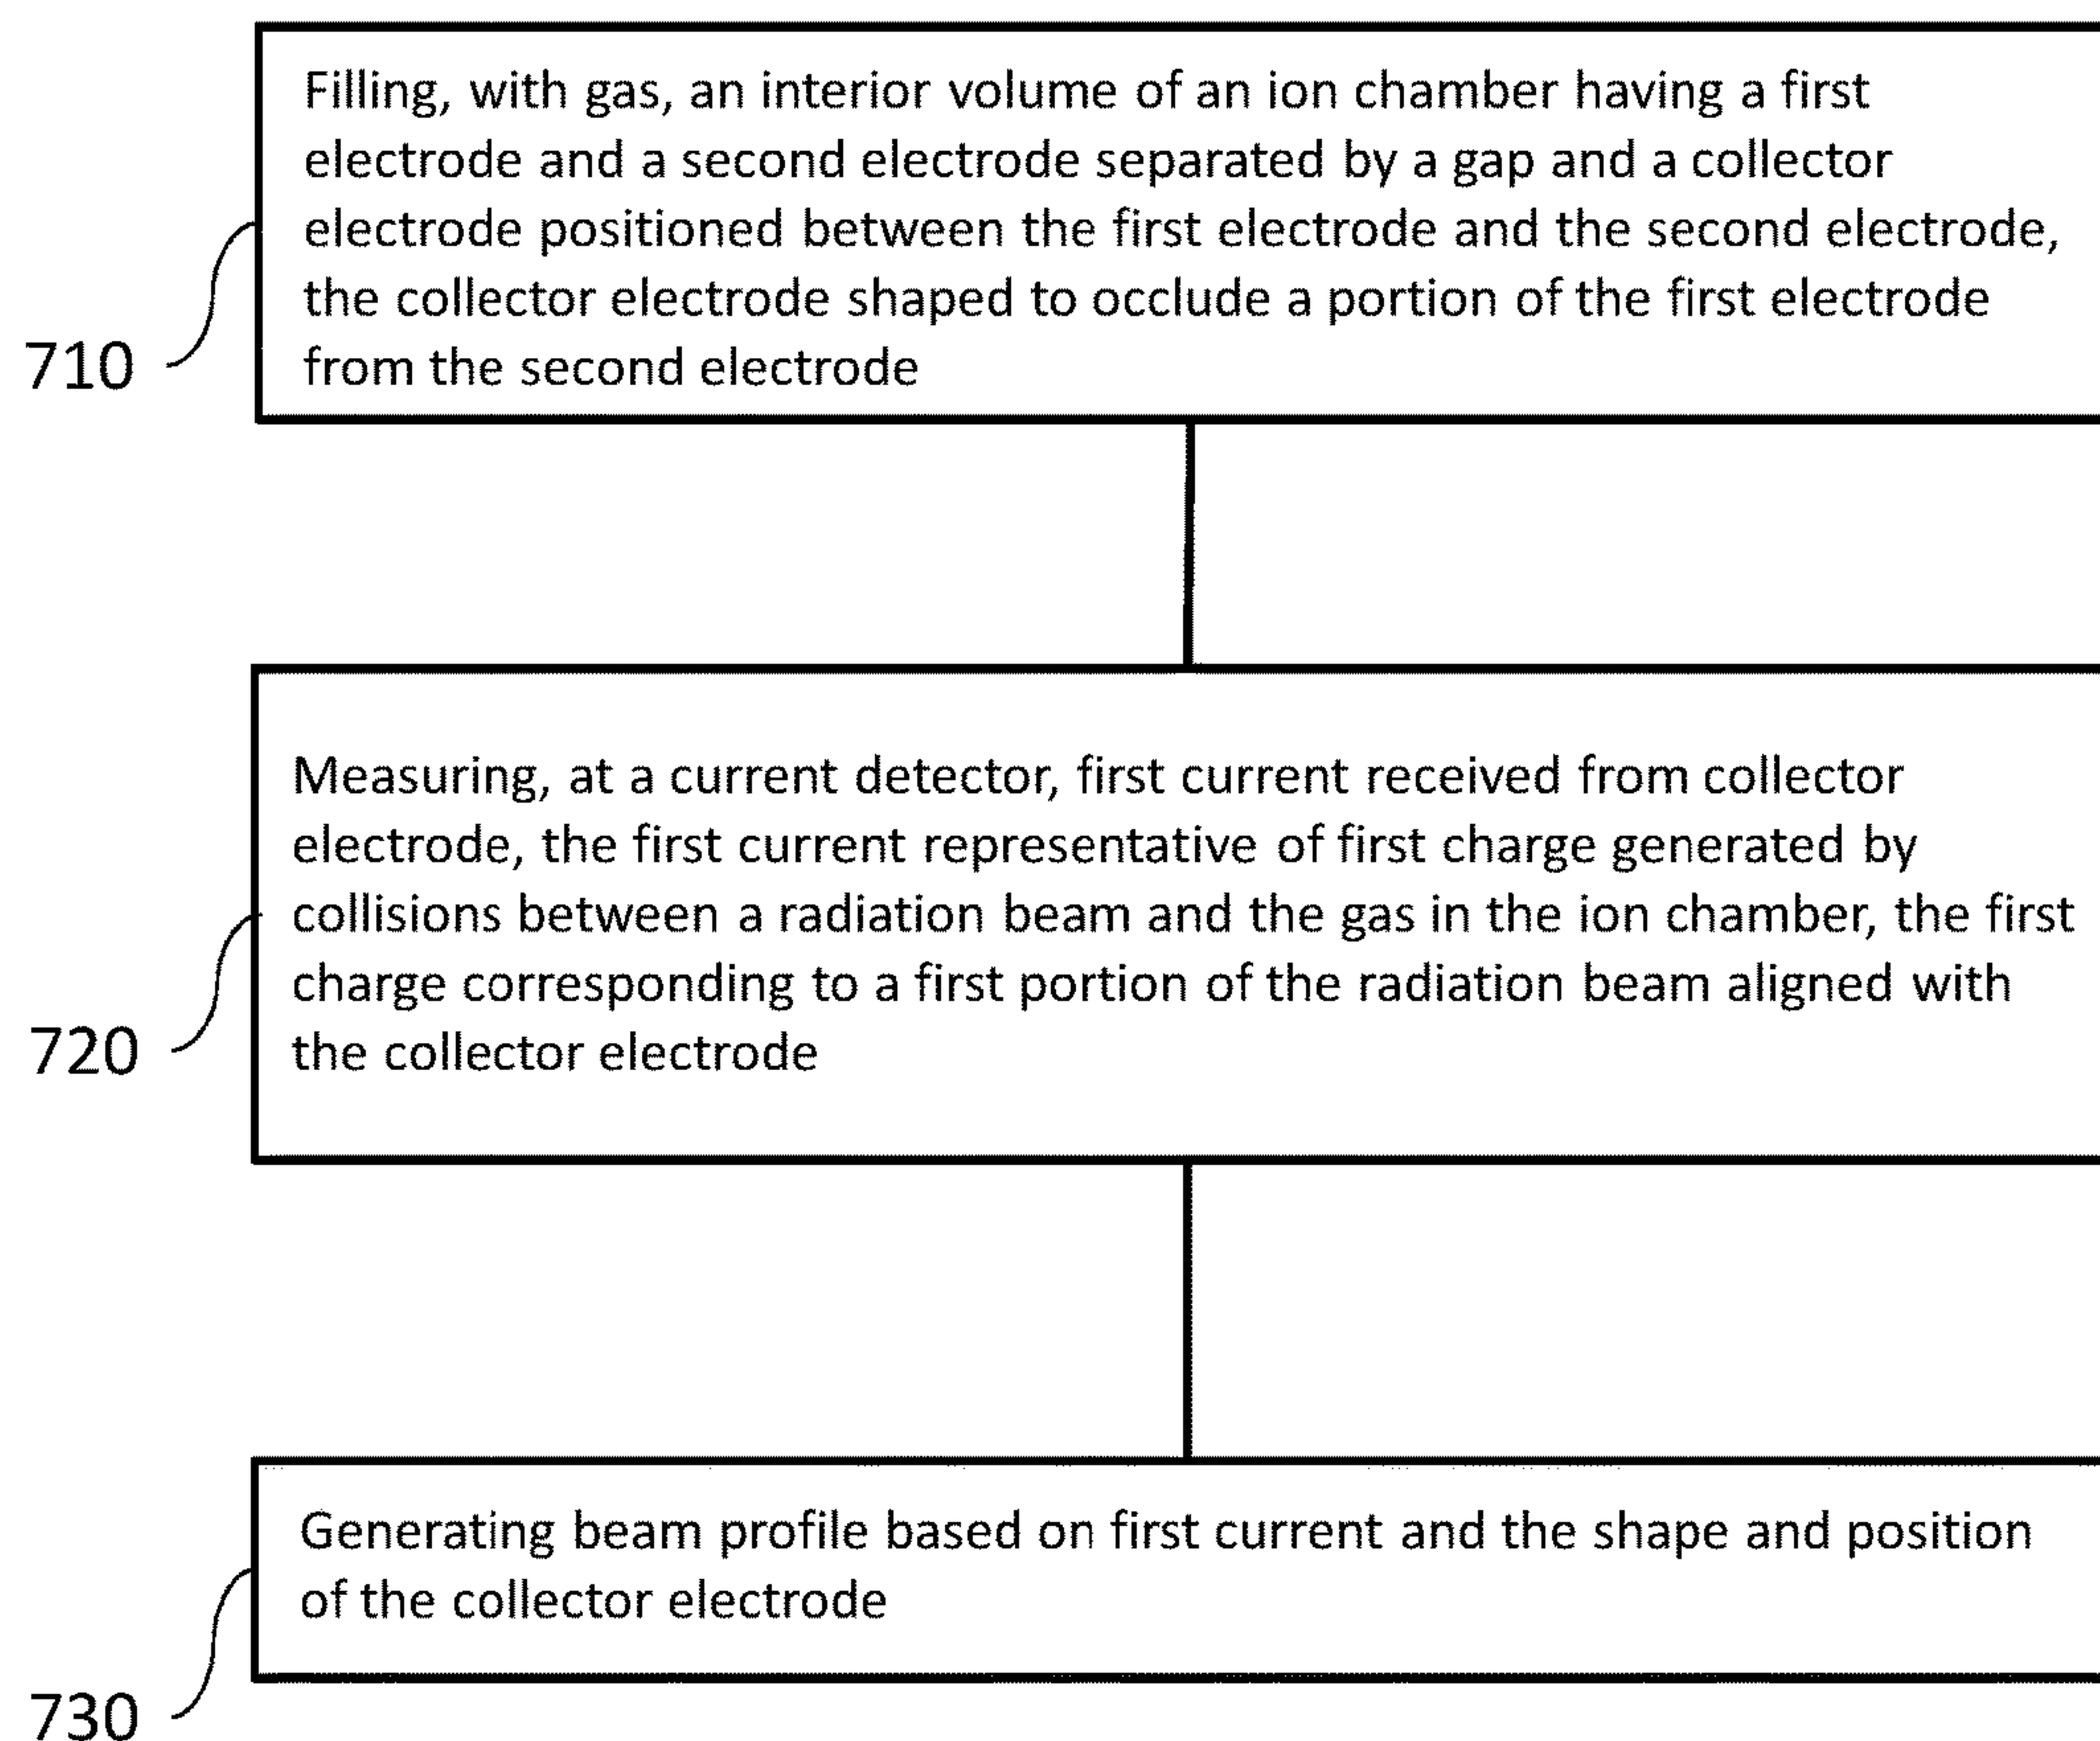 Filling, with gas, an interior volume of an ion chamber having a first
electrode and a second electrode separated by a gap and a collector
electrode positioned between the first electrode and the second electrode,
the collector electrode shaped to occlude a portion of the first electrode
from the second electrode
710
Measuring, at a current detector, first current received from collector
electrode, the first current representative of first charge generated by
collisions between a radiation beam and the gas in the ion chamber, the first
charge corresponding to a first portion of the radiation beam aligned with
the collector electrode
720
Generating beam profile based on first current and the shape and position
of the collector electrode
730